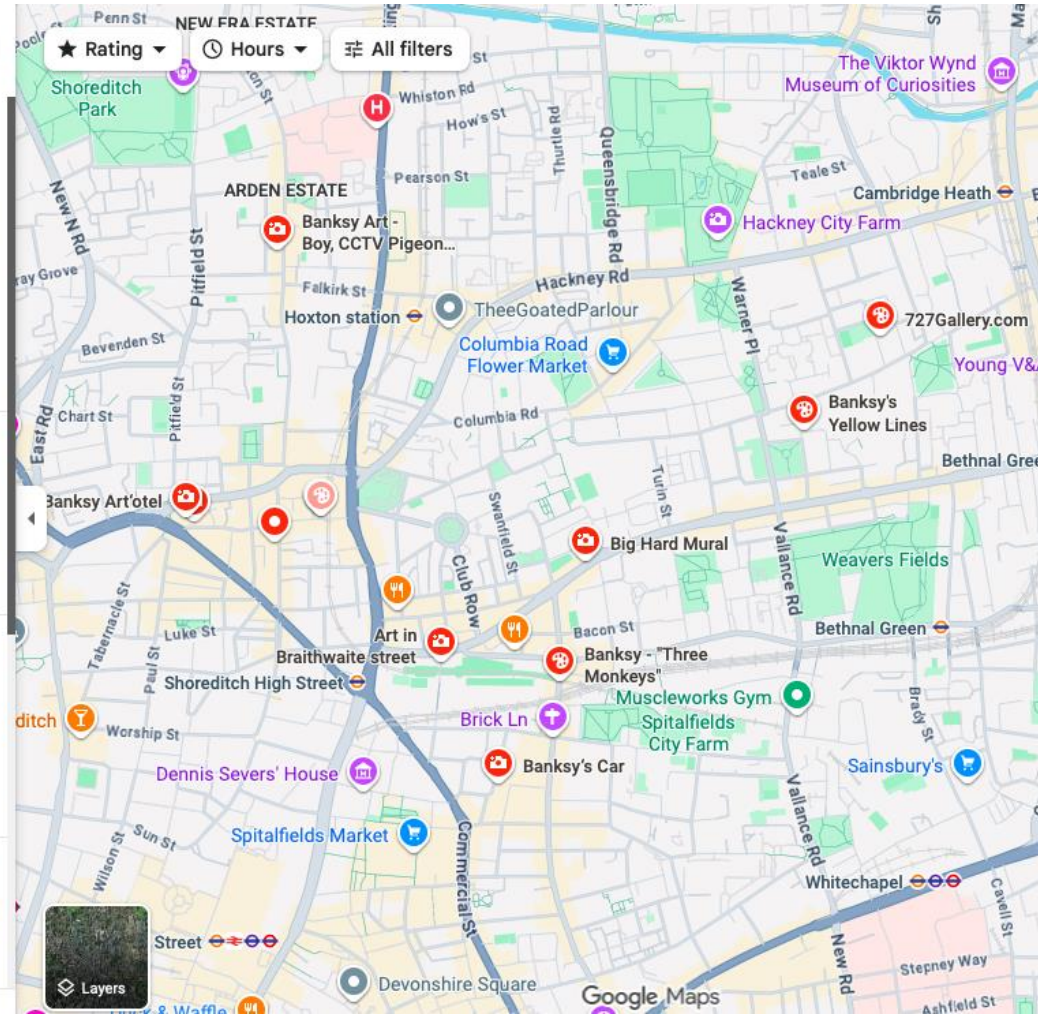 NEW ERA ESTATE
Penn St
Rating
Hours
All filters
St
Sh
Shoreditch
Park
Whiston Rd
The Viktor Wynd
Museum of Curiosities
How's St
Thurtle Rd
Queensbridge Rd
Teale St
New N Rd
Pearson St
ARDEN ESTATE
Cambridge Heath
Banksy Art -
Boy, CCTV Pigeon...
Hackney City Farm
Pitfield St
Hackney Rd
Falkirk St
Warner Pl
Hoxton station
TheeGoatedParlour
727Gallery.com
Bevenden St
Columbia Road
Flower Market
Young V&
Pitfield St
East Rd
Chart St
Columbia Rd
Banksy's
Yellow Lines
Bethnal Gree
Turin St
Banksy Art'otel
Swanfield St
Vallance Rd
Big Hard Mural
Club Row
Weavers Fields
Tabernacle St
Luke St
Paul St
Art in
Braithwaite street
Bacon St
Bethnal Green
Banksy - "Three
Monkeys"
Shoreditch High Street
Muscleworks Gym
Brady St
ditch
Brick Ln
Spitalfields
City Farm
Worship St
Dennis Severs' House
Banksy's Car
Sainsbury's
Vallance Rd
Spitalfields Market
Sun St
Commercial St
Wilson St
Whitechapel
Cavell St
Street
New Rd
Layers
Devonshire Square
Stepney Way
Google Maps
Ashfield St
& Waffle